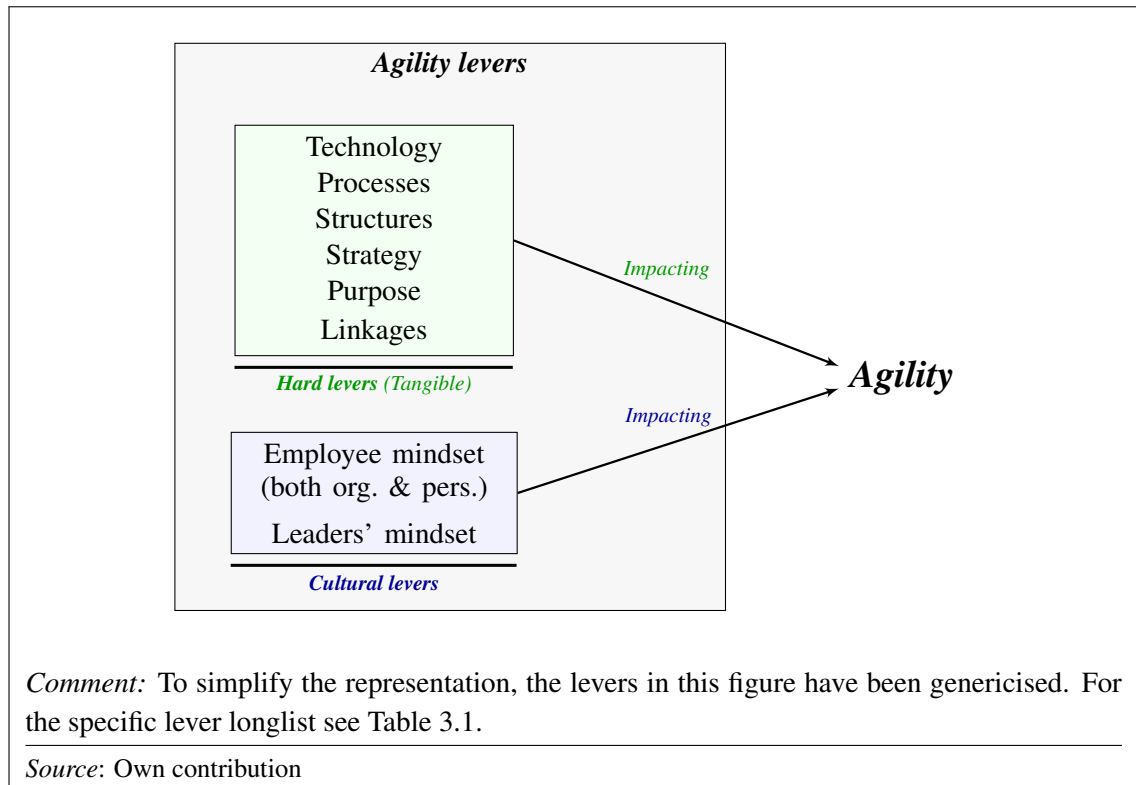 Agility levers
Technology
Processes
Structures
Strategy
Purpose
Linkages
Hard levers (Tangible)
Impacting
Agility
Impacting
Employee mindset
(both org. & pers.)
Leaders’ mindset
Cultural levers
Comment: To simplify the representation, the levers in this figure have been genericised. For
the specific lever longlist see Table 3.1.
Source: Own contribution